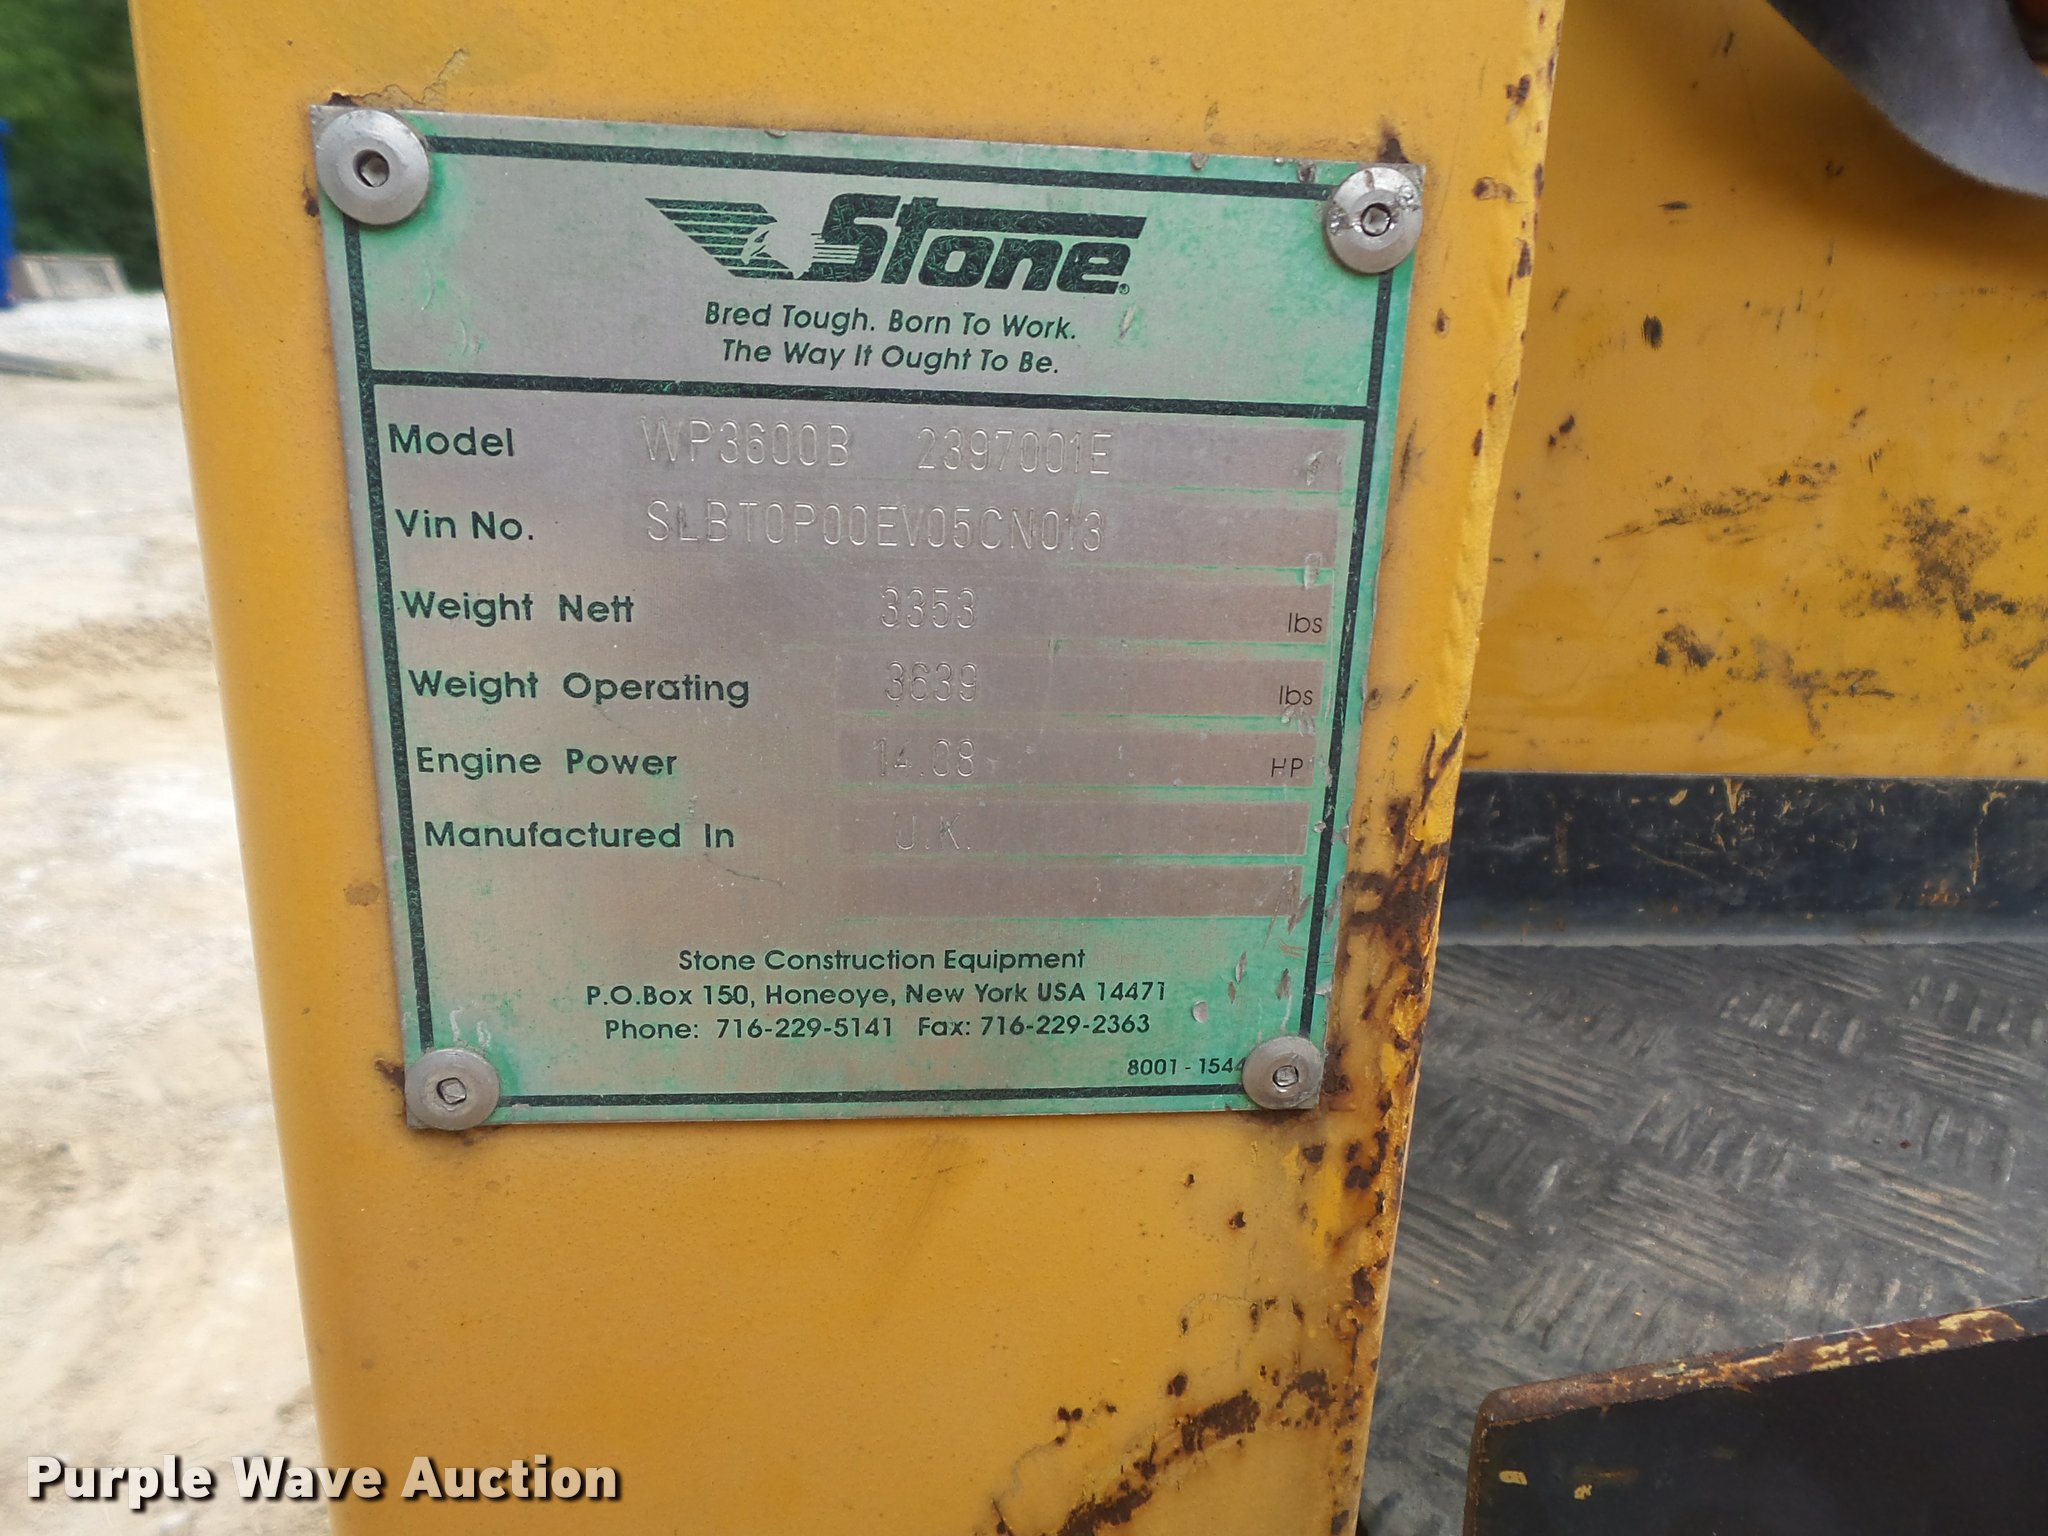 Stone®
Bred Tough. Born To Work.
The Way It Ought To Be.
Model WP3600B 2397001E
Vin No. SLBT0P00EV05CN013
Weight Nett 3353 lbs
Weight Operating 3639 lbs
Engine Power 14.08 HP
Manufactured In U.K.
Stone Construction Equipment
P.O.Box 150, Honeoye, New York USA 14471
Phone: 716-229-5141 Fax: 716-229-2363
8001 - 1544
Purple Wave Auction